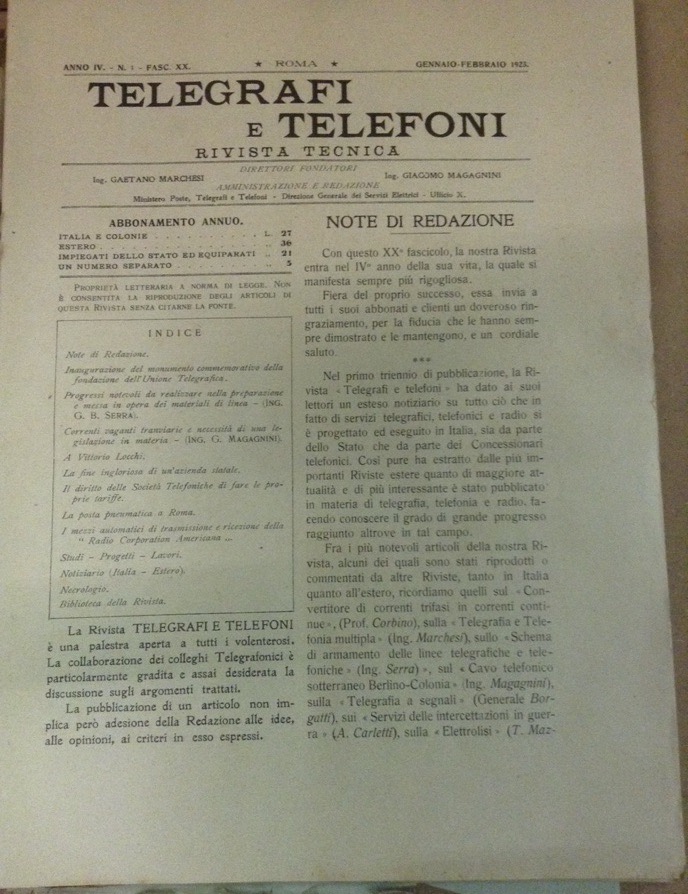 ANNO IV. - N. 1 - FASC. XX.
★ ROMA ★
GENNAIO-FEBBRAIO 1923.
TELEGRAFI
E TELEFONI
RIVISTA TECNICA
DIRETTORI FONDATORI
Ing. GAETANO MARCHESI
Ing. GIACOMO MAGAGNINI
AMMINISTRAZIONE E REDAZIONE
Ministero Poste, Telegrafi e Telefoni - Direzione Generale dei Servizi Elettrici - Ufficio X.
ABBONAMENTO ANNUO.
ITALIA E COLONIE . . . . . . . . . . . L. 27
ESTERO . . . . . . . . . . . . . . . . . „ 36
IMPIEGATI DELLO STATO ED EQUIPARATI „ 21
UN NUMERO SEPARATO . . . . . . . . . „ 5
PROPRIETÀ LETTERARIA A NORMA DI LEGGE. NON
È CONSENTITA LA RIPRODUZIONE DEGLI ARTICOLI DI
QUESTA RIVISTA SENZA CITARNE LA FONTE.
INDICE
Note di Redazione.
Inaugurazione del monumento commemorativo della
fondazione dell'Unione Telegrafica.
Progressi notevoli da realizzare nella preparazione
e messa in opera dei materiali di linea - (ING.
G. B. SERRA).
Correnti vaganti tranviarie e necessità di una le-
gislazione in materia - (ING. G. MAGAGNINI).
A Vittorio Locchi.
La fine ingloriosa di un'azienda statale.
Il diritto delle Società Telefoniche di fare le pro-
prie tariffe.
La posta pneumatica a Roma.
I mezzi automatici di trasmissione e ricezione della
" Radio Corporation Americana „.
Studi - Progetti - Lavori.
Notiziario (Italia - Estero).
Necrologio.
Biblioteca della Rivista.
La Rivista TELEGRAFI E TELEFONI
è una palestra aperta a tutti i volenterosi.
La collaborazione dei colleghi Telegrafonici è
particolarmente gradita e assai desiderata la
discussione sugli argomenti trattati.
La pubblicazione di un articolo non im-
plica però adesione della Redazione alle idee,
alle opinioni, ai criteri in esso espressi.
NOTE DI REDAZIONE
Con questo XX° fascicolo, la nostra Rivista
entra nel IV° anno della sua vita, la quale si
manifesta sempre più rigogliosa.
Fiera del proprio successo, essa invia a
tutti i suoi abbonati e clienti un doveroso rin-
graziamento, per la fiducia che le hanno sem-
pre dimostrato e le mantengono, e un cordiale
saluto.
***
Nel primo triennio di pubblicazione, la Ri-
vista « Telegrafi e telefoni » ha dato ai suoi
lettori un esteso notiziario su tutto ciò che in
fatto di servizi telegrafici, telefonici e radio si
è progettato ed eseguito in Italia, sia da parte
dello Stato che da parte dei Concessionari
telefonici. Così pure ha estratto dalle più im-
portanti Riviste estere quanto di maggiore at-
tualità e di più interessante è stato pubblicato
in materia di telegrafia, telefonia e radio, fa-
cendo conoscere il grado di grande progresso
raggiunto altrove in tal campo.
Fra i più notevoli articoli della nostra Ri-
vista, alcuni dei quali sono stati riprodotti o
commentati da altre Riviste, tanto in Italia
quanto all'estero, ricordiamo quelli sul « Con-
vertitore di correnti trifasi in correnti conti-
nue », (Prof. Corbino), sulla « Telegrafia e Tele-
fonia multipla » (Ing. Marchesi), sullo « Schema
di armamento delle linee telegrafiche e tele-
foniche » (Ing. Serra) », sul « Cavo telefonico
sotterraneo Berlino-Colonia » (Ing. Magagnini),
sulla « Telegrafia a segnali » (Generale Bor-
gatti), sui « Servizi delle intercettazioni in guer-
ra » (A. Carletti), sulla « Elettrolisi » (T. Maz-